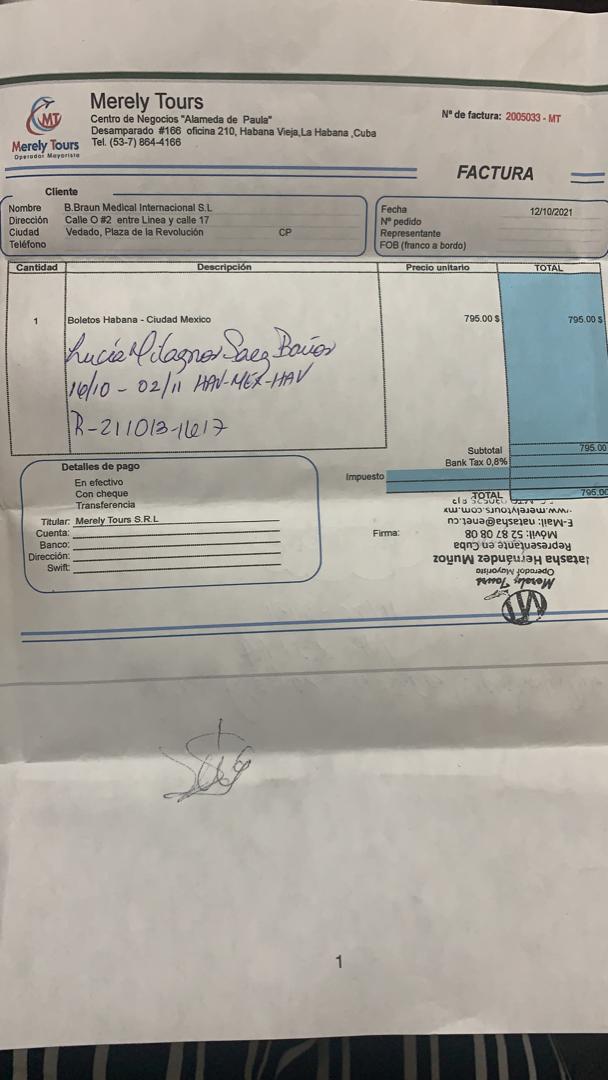 Merely Tours
Centro de Negocios "Alameda de Paula"
Desamparado #166 oficina 210, Habana Vieja,La Habana ,Cuba
Tel. (53-7) 864-4166
MT
Merely Tours
Operador Mayorista
Nº de factura: 2005033 - MT
FACTURA
Cliente
Nombre B.Braun Medical Internacional S.L
Dirección Calle O #2 entre Linea y calle 17
Ciudad Vedado, Plaza de la Revolución CP
Teléfono
Fecha 12/10/2021
Nº pedido
Representante
FOB (franco a bordo)
Cantidad Descripción Precio unitario TOTAL
1 Boletos Habana - Ciudad Mexico 795.00 $ 795.00 $
Lucía Milagros Saez Baños
16/10 - 02/11 HAV-MEX-HAV
R-211013-1617
Subtotal 795.00
Bank Tax 0,8%
Impuesto
TOTAL 795.00
Detalles de pago
En efectivo
Con cheque
Transferencia
Titular: Merely Tours S.R.L
Cuenta:
Banco:
Dirección:
Swift:
Firma:
MT
Merely Tours
Operador Mayorista
Natasha Hernández Muñoz
Representante en Cuba
Móvil: 52 87 08 08
E-Mail: natasha@enet.cu
www.merelytours.com.mx
1